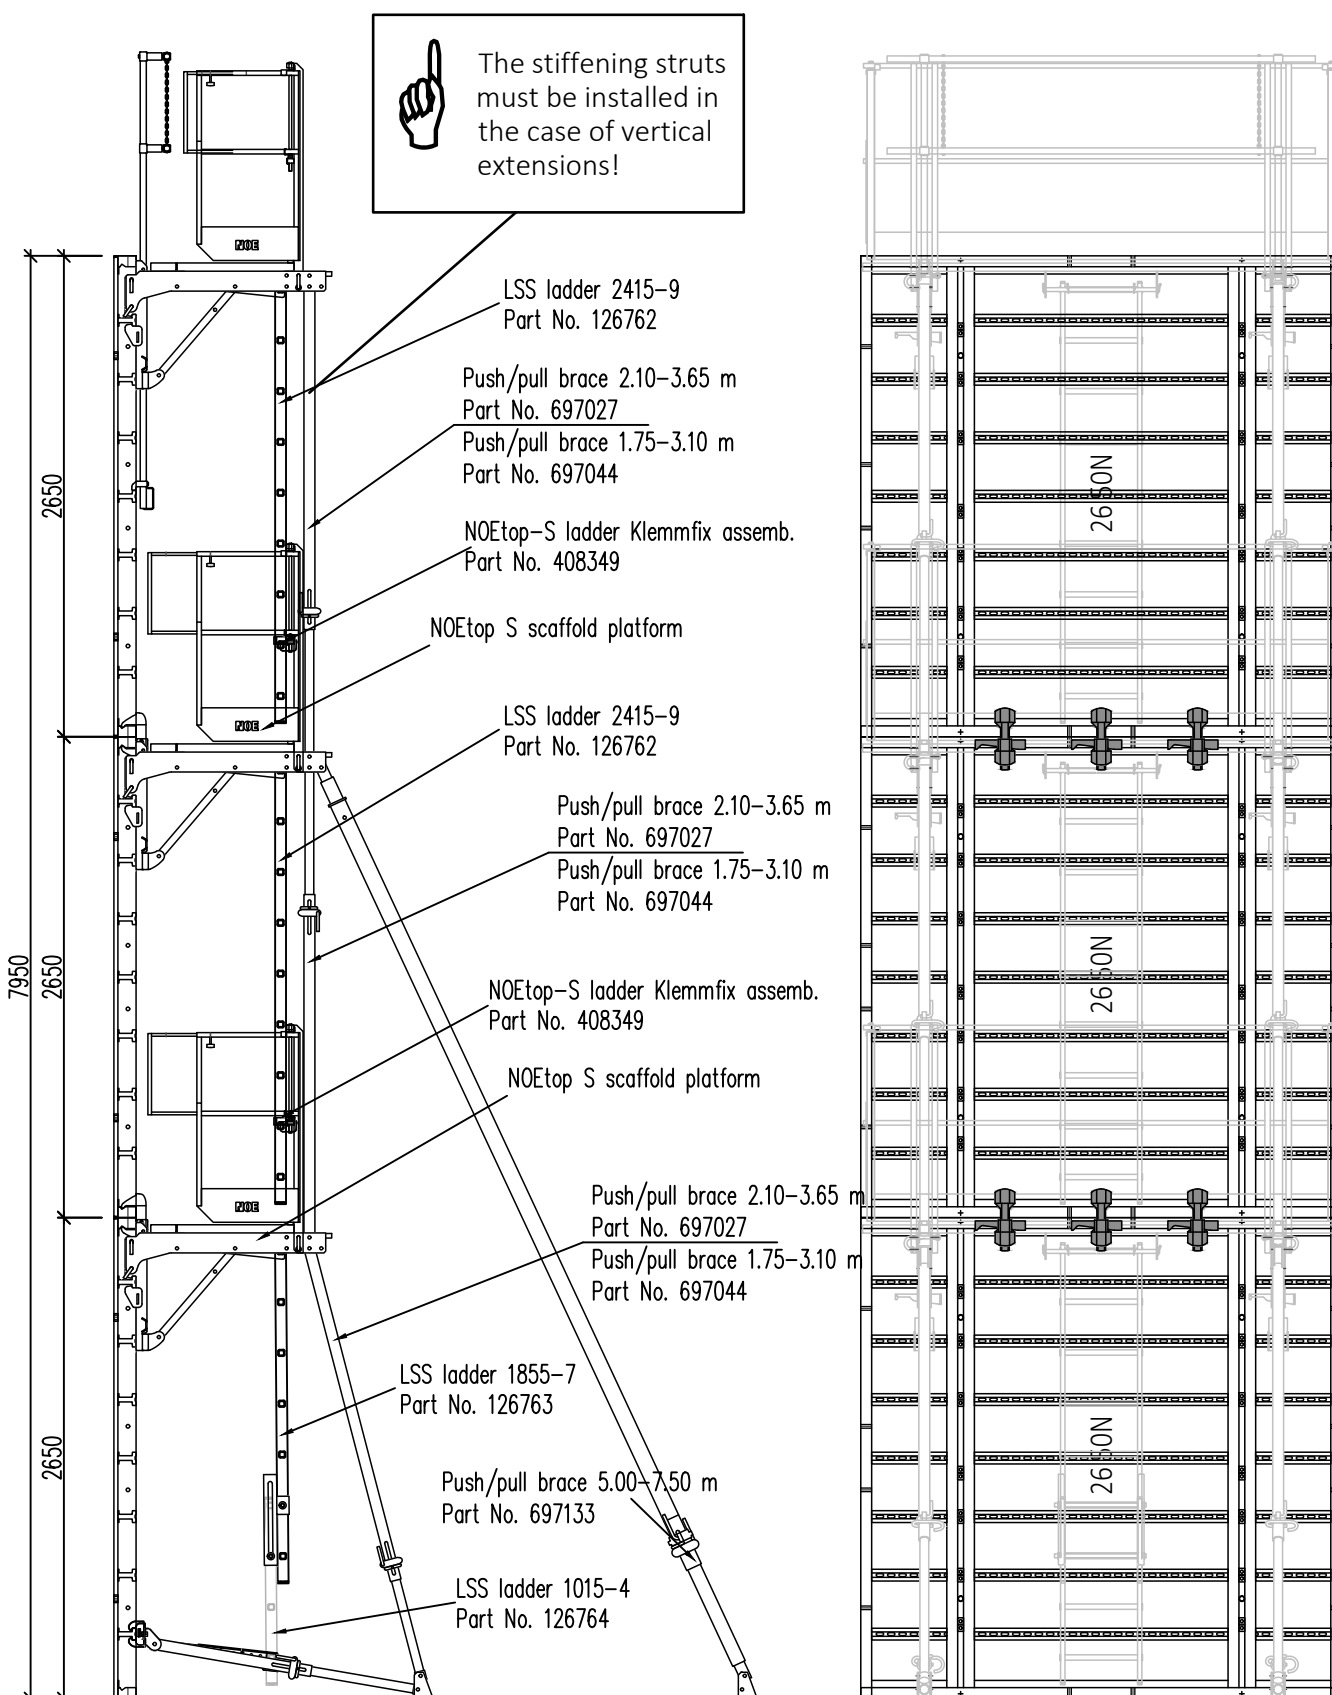 The stiffening struts
must be installed in
the case of vertical
extensions!
NOE
LSS ladder 2415-9
Part No. 126762
Push/pull brace 2.10-3.65 m
Part No. 697027
Push/pull brace 1.75-3.10 m
Part No. 697044
2650
2650N
NOEtop-S ladder Klemmfix assemb.
Part No. 408349
NOEtop S scaffold platform
NOE
LSS ladder 2415-9
Part No. 126762
Push/pull brace 2.10-3.65 m
Part No. 697027
Push/pull brace 1.75-3.10 m
Part No. 697044
7950
2650
2650N
NOEtop-S ladder Klemmfix assemb.
Part No. 408349
NOEtop S scaffold platform
NOE
Push/pull brace 2.10-3.65 m
Part No. 697027
Push/pull brace 1.75-3.10 m
Part No. 697044
LSS ladder 1855-7
Part No. 126763
2650
2650N
Push/pull brace 5.00-7.50 m
Part No. 697133
LSS ladder 1015-4
Part No. 126764